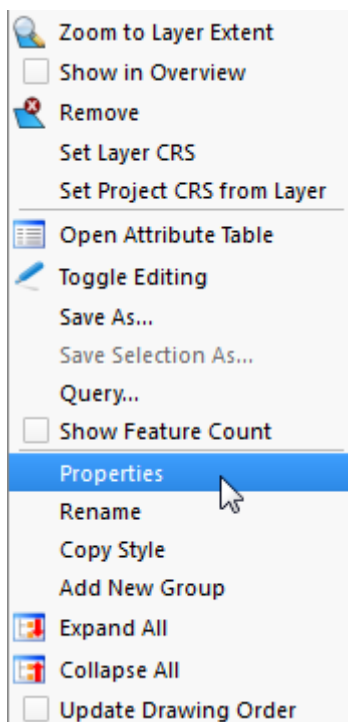 Zoom to Layer Extent
Show in Overview
Remove
Set Layer CRS
Set Project CRS from Layer
Open Attribute Table
Toggle Editing
Save As...
Save Selection As...
Query...
Show Feature Count
Properties
Rename
Copy Style
Add New Group
Expand All
Collapse All
Update Drawing Order